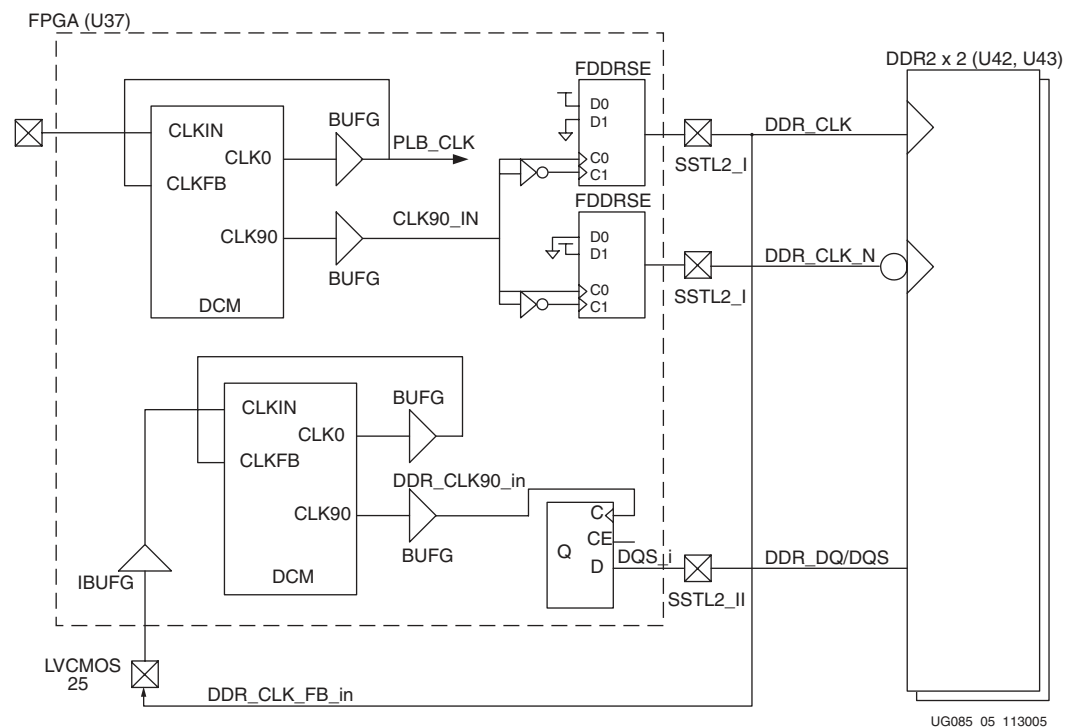 FPGA (U37)
DDR2 x 2 (U42, U43)
FDDRSE
D0
D1
C0
C1
CLKIN
CLK0
CLKFB
CLK90
DCM
BUFG
PLB_CLK
CLK90_IN
BUFG
SSTL2_I
DDR_CLK
FDDRSE
D0
D1
C0
C1
SSTL2_I
DDR_CLK_N
CLKIN
CLK0
CLKFB
CLK90
DCM
BUFG
DDR_CLK90_in
BUFG
C
CE
Q
D
DQS_i
SSTL2_II
DDR_DQ/DQS
IBUFG
LVCMOS
25
DDR_CLK_FB_in
UG085_05_113005